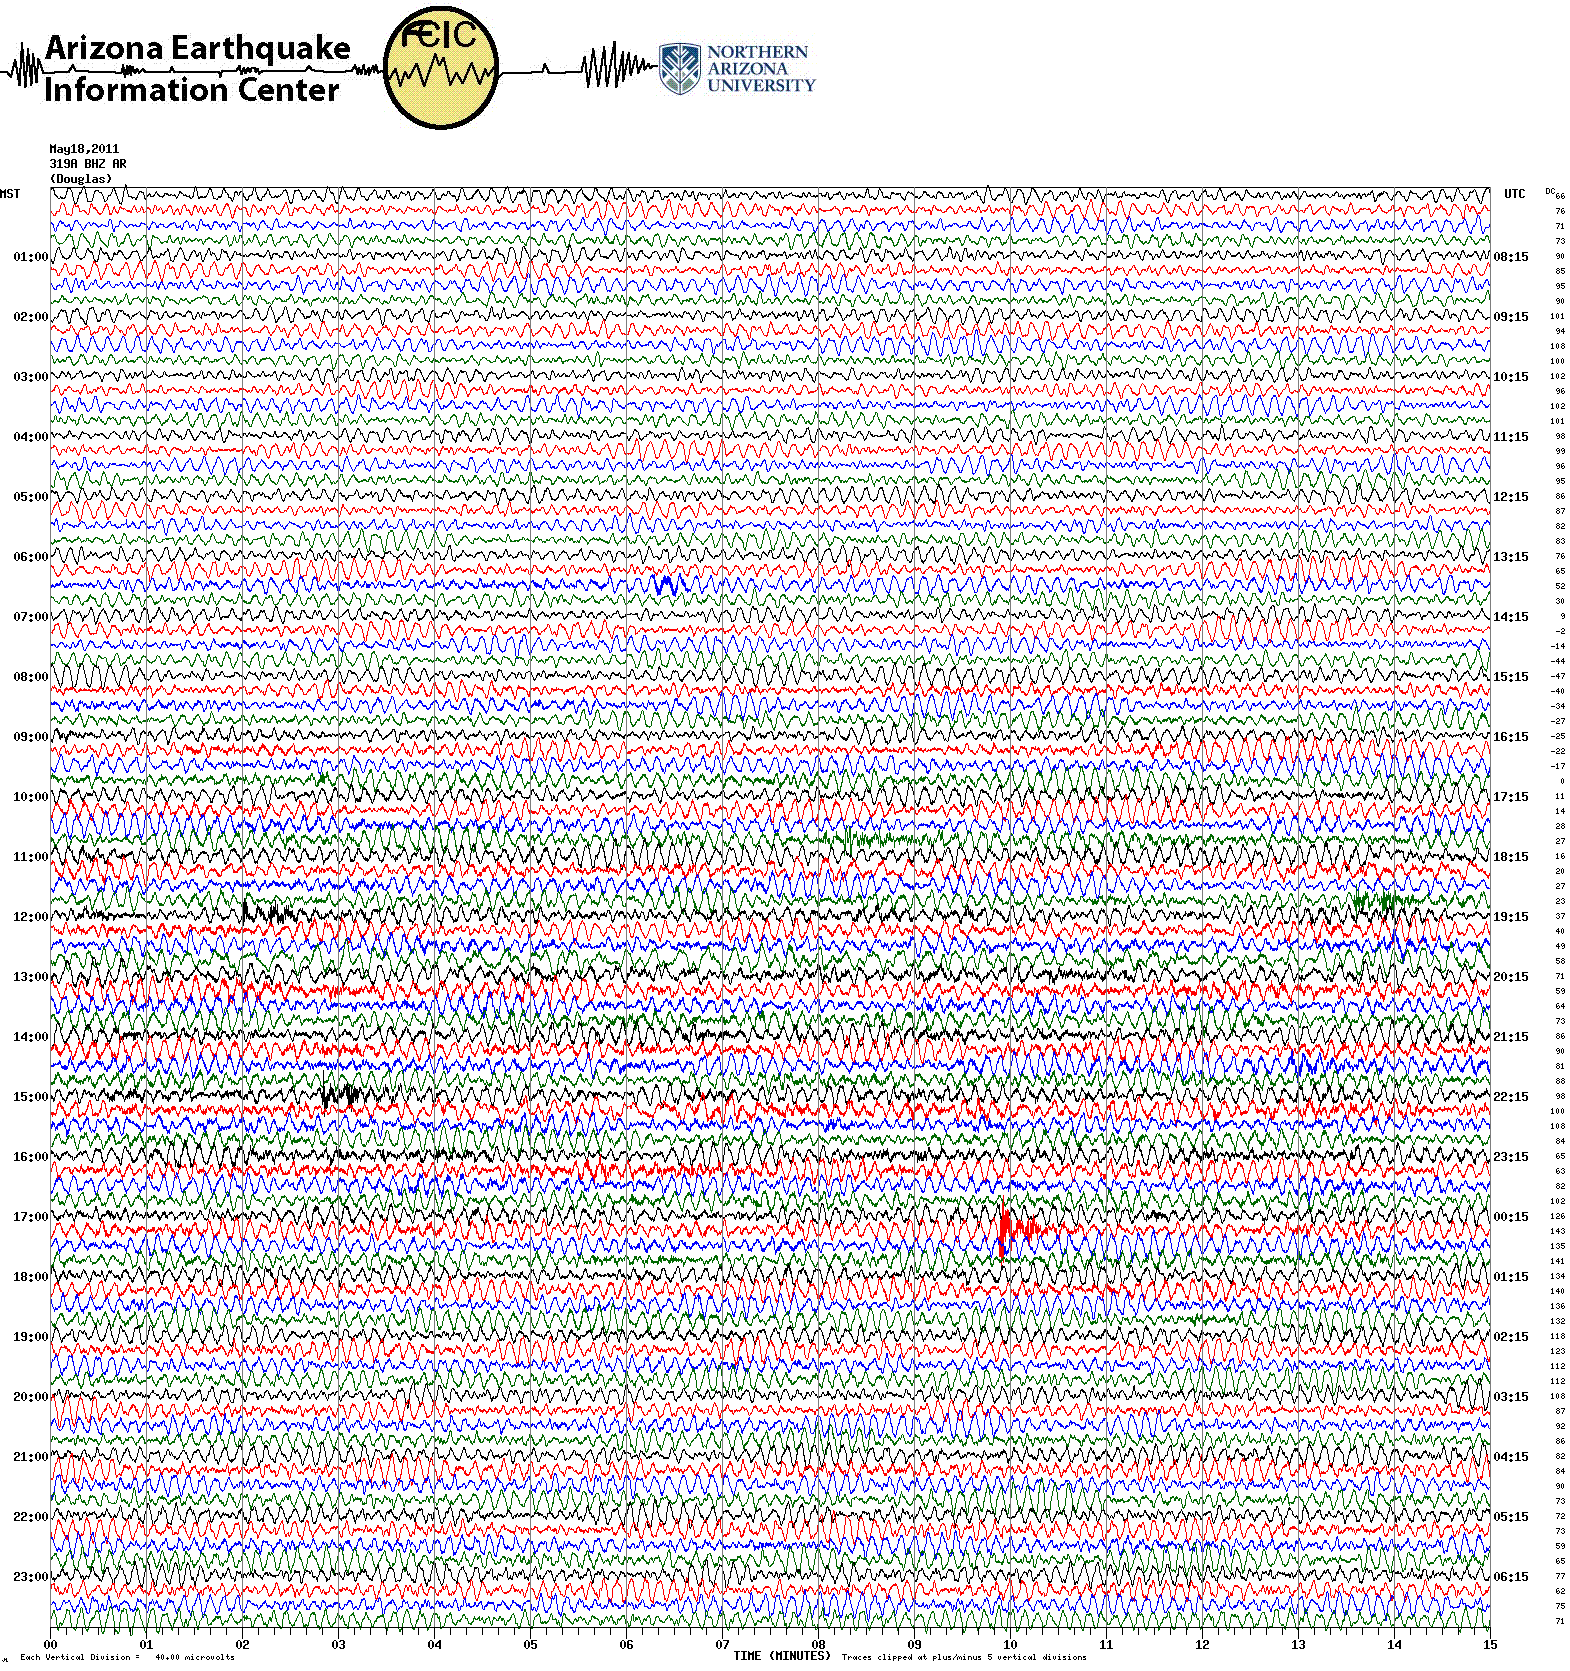 Arizona Earthquake
Information Center
ÆEIC
NORTHERN
ARIZONA
UNIVERSITY
May18,2011
319A BHZ AR
(Douglas)
MST UTC DC 66
76
71
73
01:00 08:15 90
85
95
90
02:00 09:15 101
94
108
100
03:00 10:15 102
96
102
101
04:00 11:15 98
99
96
95
05:00 12:15 86
87
82
83
06:00 13:15 76
65
52
30
07:00 14:15 9
-2
-14
-44
08:00 15:15 -47
-40
-34
-27
09:00 16:15 -25
-22
-17
0
10:00 17:15 11
14
28
27
11:00 18:15 16
20
27
23
12:00 19:15 37
40
49
58
13:00 20:15 71
59
64
73
14:00 21:15 86
90
81
88
15:00 22:15 98
100
108
84
16:00 23:15 65
63
82
102
17:00 00:15 126
143
135
141
18:00 01:15 134
140
136
132
19:00 02:15 118
123
112
112
20:00 03:15 108
87
92
86
21:00 04:15 82
84
90
73
22:00 05:15 72
73
59
65
23:00 06:15 77
62
75
71
00 01 02 03 04 05 06 07 08 09 10 11 12 13 14 15
TIME (MINUTES) Traces clipped at plus/minus 5 vertical divisions
Each Vertical Division = 40.00 microvolts